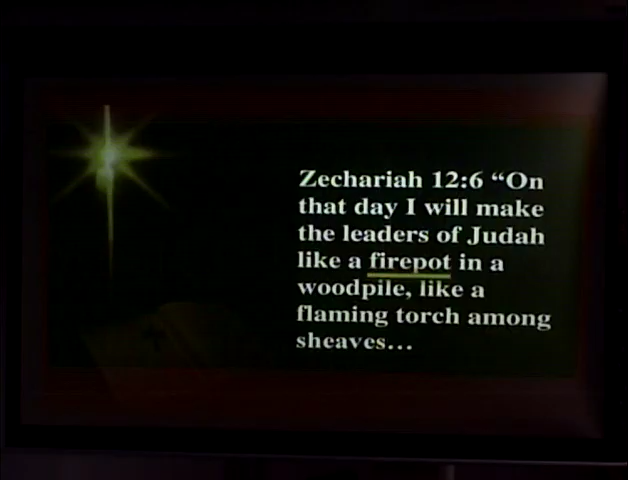 Zechariah 12:6 “On
that day I will make
the leaders of Judah
like a firepot in a
woodpile, like a
flaming torch among
sheaves...